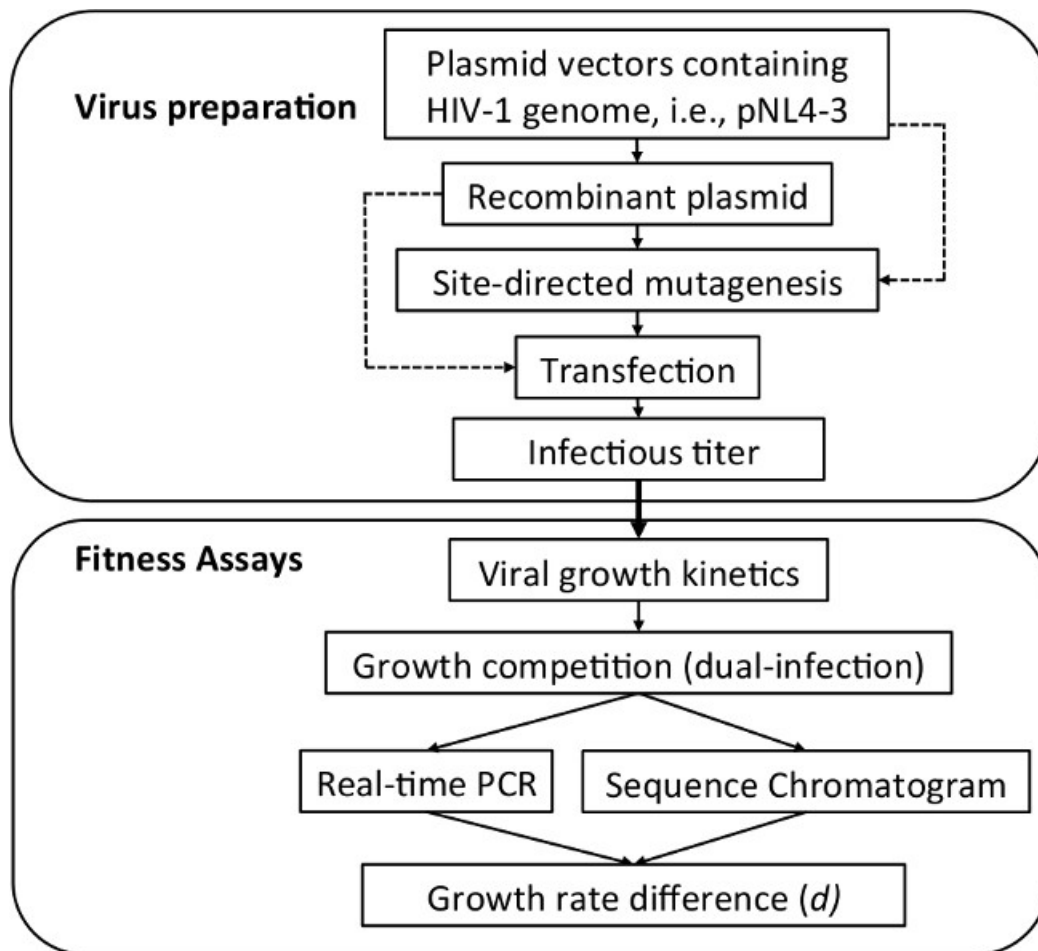 Virus preparation
Plasmid vectors containing
HIV-1 genome, i.e., pNL4-3
Recombinant plasmid
Site-directed mutagenesis
Transfection
Infectious titer
Fitness Assays
Viral growth kinetics
Growth competition (dual-infection)
Real-time PCR
Sequence Chromatogram
Growth rate difference (d)